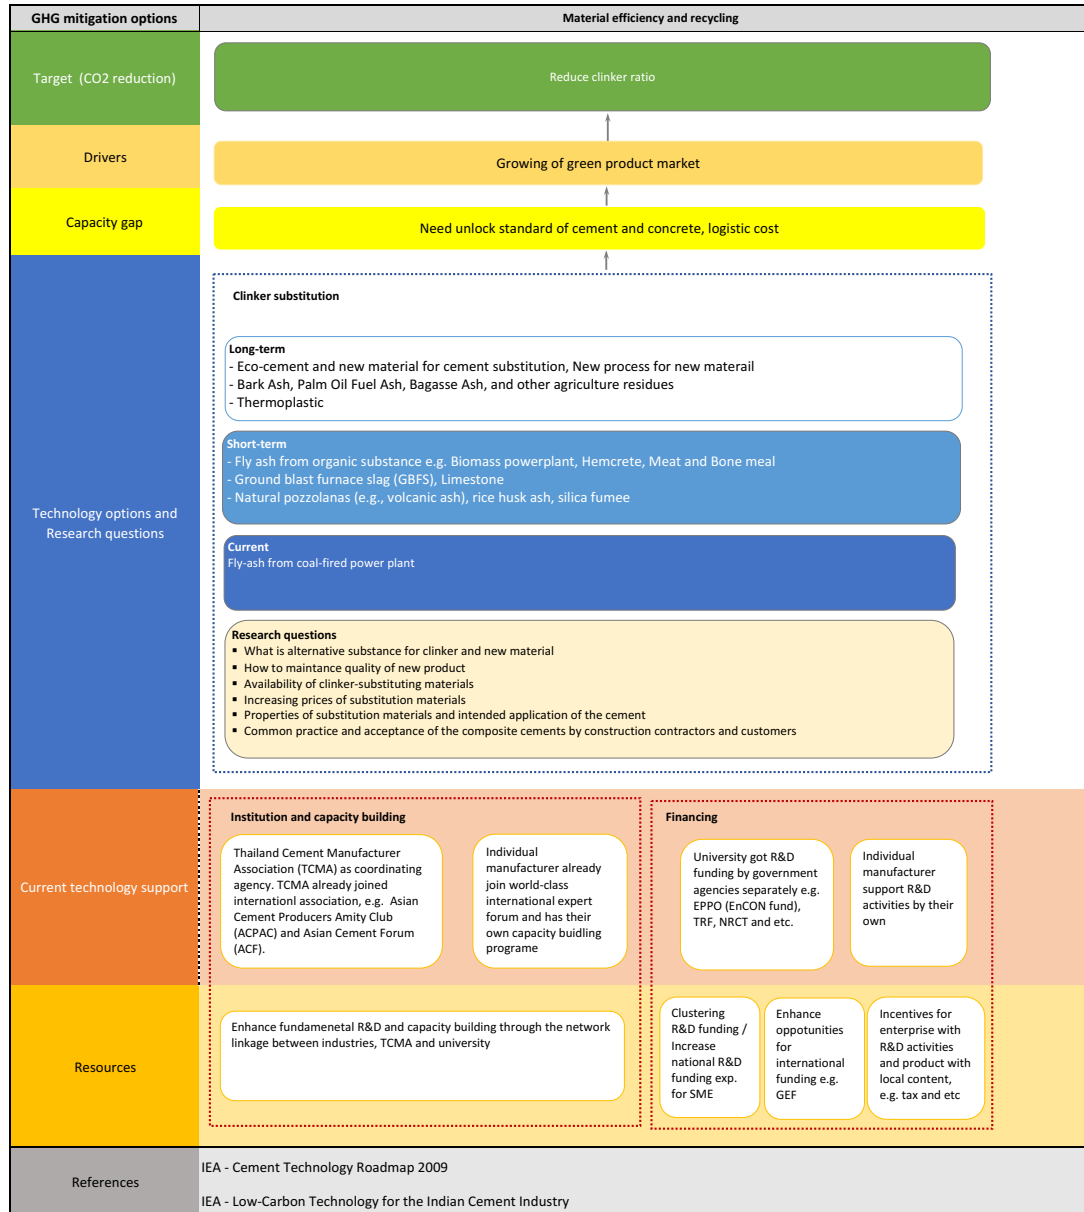 GHG mitigation options
Material efficiency and recycling
Target  (CO2 reduction)
Reduce clinker ratio
Drivers
Growing of green product market
Capacity gap
Need unlock standard of cement and concrete, logistic cost
Technology options and
Research questions
Clinker substitution
Long-term
- Eco-cement and new material for cement substitution, New process for new materail
- Bark Ash, Palm Oil Fuel Ash, Bagasse Ash, and other agriculture residues
- Thermoplastic
Short-term
- Fly ash from organic substance e.g. Biomass powerplant, Hemcrete, Meat and Bone meal
- Ground blast furnace slag (GBFS), Limestone
- Natural pozzolanas (e.g., volcanic ash), rice husk ash, silica fumee
Current
Fly-ash from coal-fired power plant
Research questions
▪ What is alternative substance for clinker and new material
▪ How to maintance quality of new product
▪ Availability of clinker-substituting materials
▪ Increasing prices of substitution materials
▪ Properties of substitution materials and intended application of the cement
▪ Common practice and acceptance of the composite cements by construction contractors and customers
Current technology support
Institution and capacity building
Thailand Cement Manufacturer
Association (TCMA) as coordinating
agency. TCMA already joined
internationl association, e.g.  Asian
Cement Producers Amity Club
(ACPAC) and Asian Cement Forum
(ACF).
Individual
manufacturer already
join world-class
international expert
forum and has their
own capacity buidling
programe
Financing
University got R&D
funding by government
agencies separately e.g.
EPPO (EnCON fund),
TRF, NRCT and etc.
Individual
manufacturer
support R&D
activities by their
own
Resources
Enhance fundamenetal R&D and capacity building through the network
linkage between industries, TCMA and university
Clustering
R&D funding /
Increase
national R&D
funding exp.
for SME
Enhance
oppotunities
for
international
funding e.g.
GEF
Incentives for
enterprise with
R&D activities
and product with
local content,
e.g. tax and etc
References
IEA - Cement Technology Roadmap 2009
IEA - Low-Carbon Technology for the Indian Cement Industry